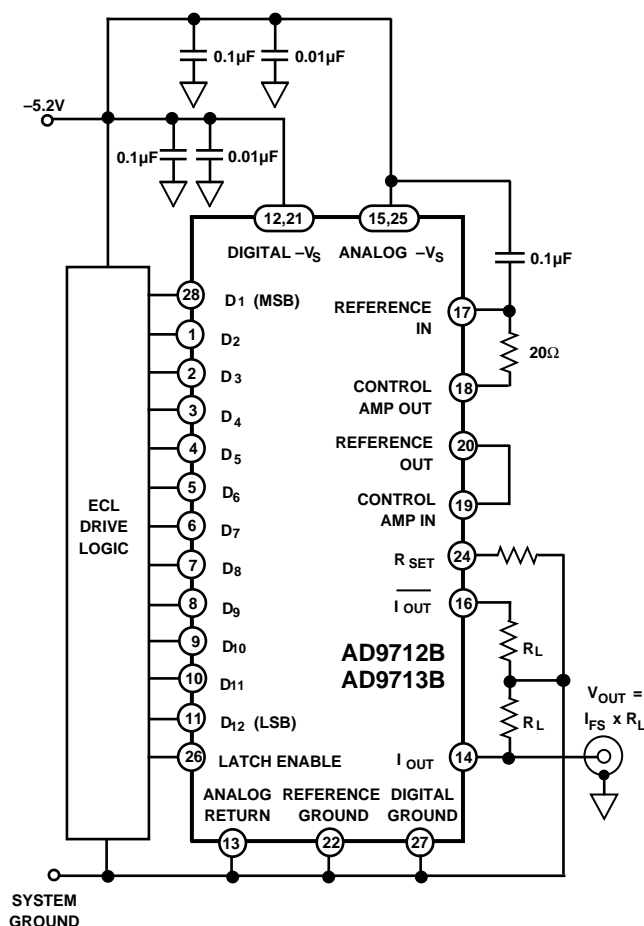 0.1µF
0.01µF
–5.2V
0.1µF
0.01µF
12,21
15,25
DIGITAL –VS
ANALOG –VS
0.1µF
28
D1 (MSB)
REFERENCE
IN
17
1
D2
20Ω
2
D3
3
D4
CONTROL
AMP OUT
18
4
D5
REFERENCE
OUT
20
ECL
DRIVE
LOGIC
5
D6
CONTROL
AMP IN
19
6
D7
7
D8
RSET
24
8
D9
IOUT
16
9
D10
AD9712B
AD9713B
RL
10
D11
VOUT =
IFS x RL
11
D12 (LSB)
RL
26
LATCH ENABLE
IOUT
14
ANALOG
RETURN
REFERENCE
GROUND
DIGITAL
GROUND
13
22
27
SYSTEM
GROUND